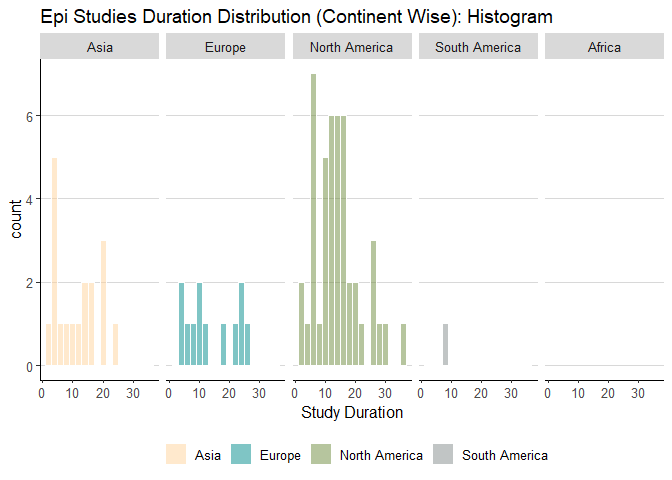 Epi Studies Duration Distribution (Continent Wise): Histogram
Asia Europe North America South America Africa
6
4
2
0
count
0 10 20 30 0 10 20 30 0 10 20 30 0 10 20 30 0 10 20 30
Study Duration
Asia Europe North America South America